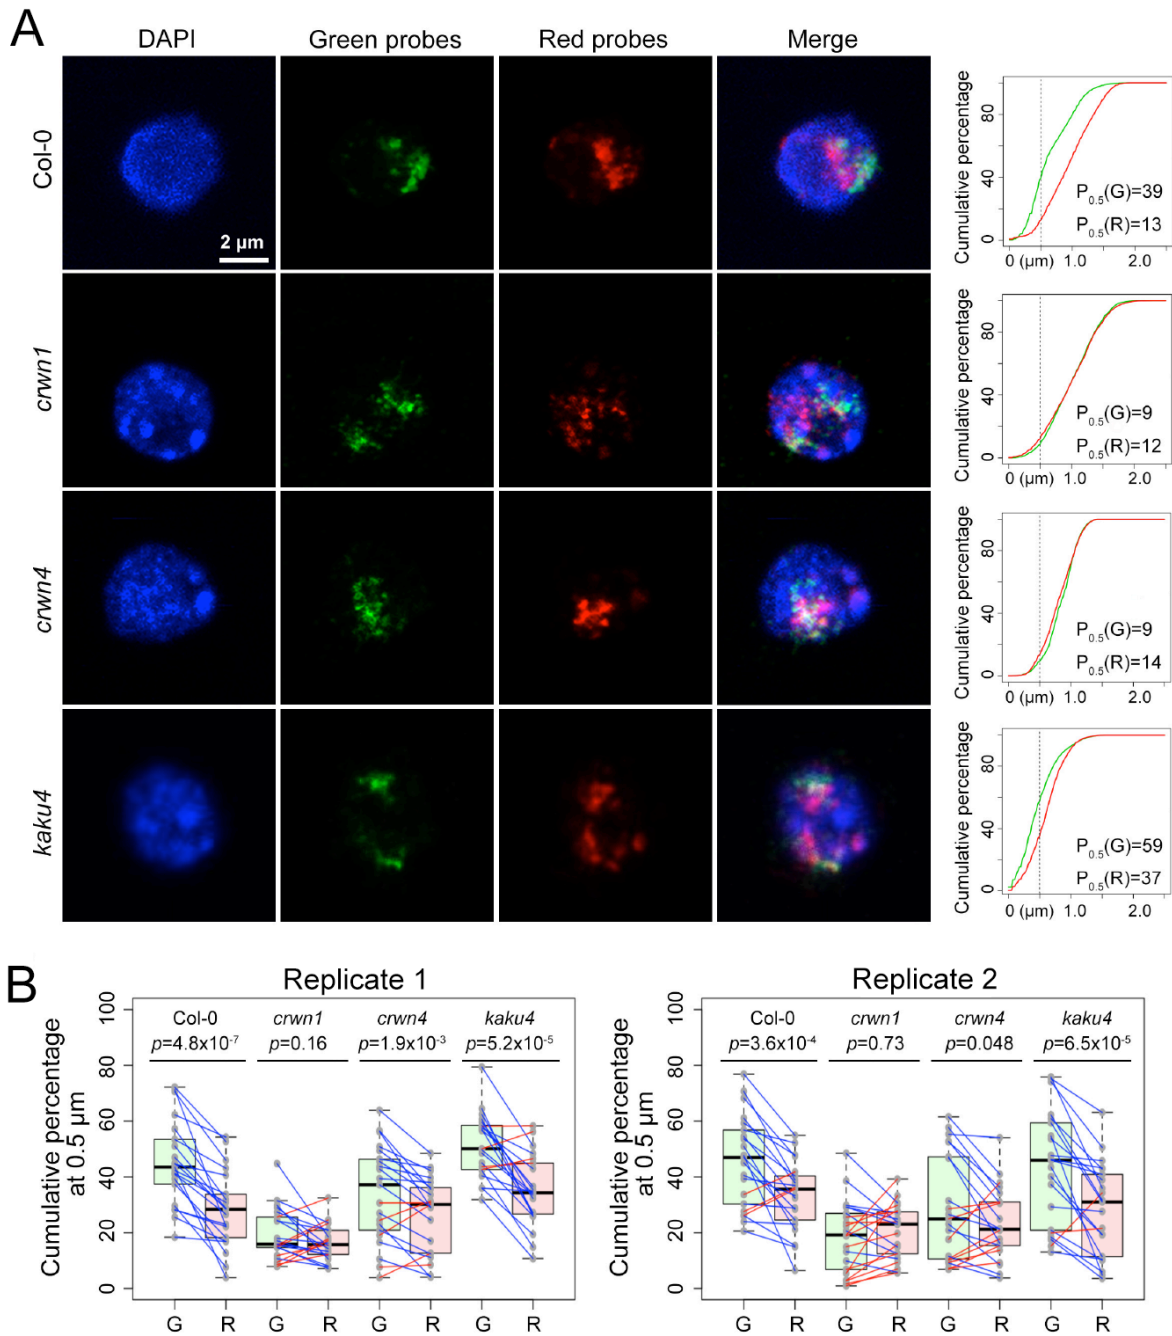 A
DAPI Green probes Red probes Merge
Col-0
2 µm
Cumulative percentage
80
40
0
P0.5(G)=39
P0.5(R)=13
0 (µm) 1.0 2.0
crwn1
Cumulative percentage
80
40
0
P0.5(G)=9
P0.5(R)=12
0 (µm) 1.0 2.0
crwn4
Cumulative percentage
80
40
0
P0.5(G)=9
P0.5(R)=14
0 (µm) 1.0 2.0
kaku4
Cumulative percentage
80
40
0
P0.5(G)=59
P0.5(R)=37
0 (µm) 1.0 2.0
B
Replicate 1
Cumulative percentage
at 0.5 µm
100
80
60
40
20
0
Col-0 crwn1 crwn4 kaku4
p=4.8x10-7 p=0.16 p=1.9x10-3 p=5.2x10-5
G R G R G R G R
Replicate 2
Cumulative percentage
at 0.5 µm
100
80
60
40
20
0
Col-0 crwn1 crwn4 kaku4
p=3.6x10-4 p=0.73 p=0.048 p=6.5x10-5
G R G R G R G R